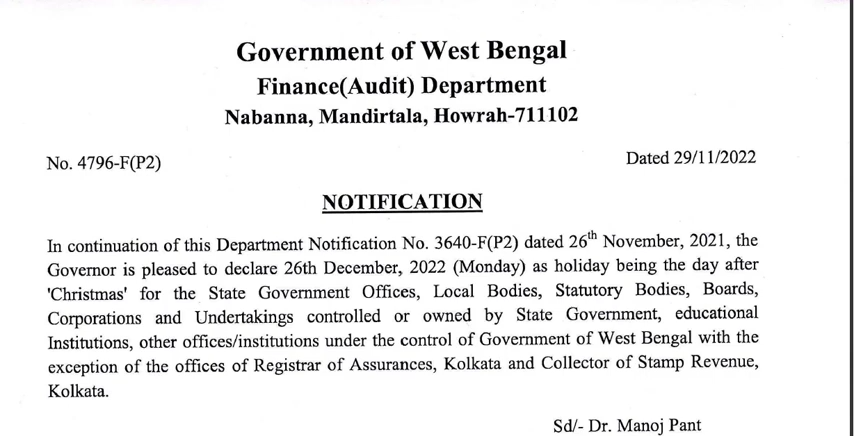 Government of West Bengal
Finance(Audit) Department
Nabanna, Mandirtala, Howrah-711102
No. 4796-F(P2)
Dated 29/11/2022
NOTIFICATION
In continuation of this Department Notification No. 3640-F(P2) dated 26th November, 2021, the
Governor is pleased to declare 26th December, 2022 (Monday) as holiday being the day after
'Christmas' for the State Government Offices, Local Bodies, Statutory Bodies, Boards,
Corporations and Undertakings controlled or owned by State Government, educational
Institutions, other offices/institutions under the control of Government of West Bengal with the
exception of the offices of Registrar of Assurances, Kolkata and Collector of Stamp Revenue,
Kolkata.
Sd/- Dr. Manoj Pant